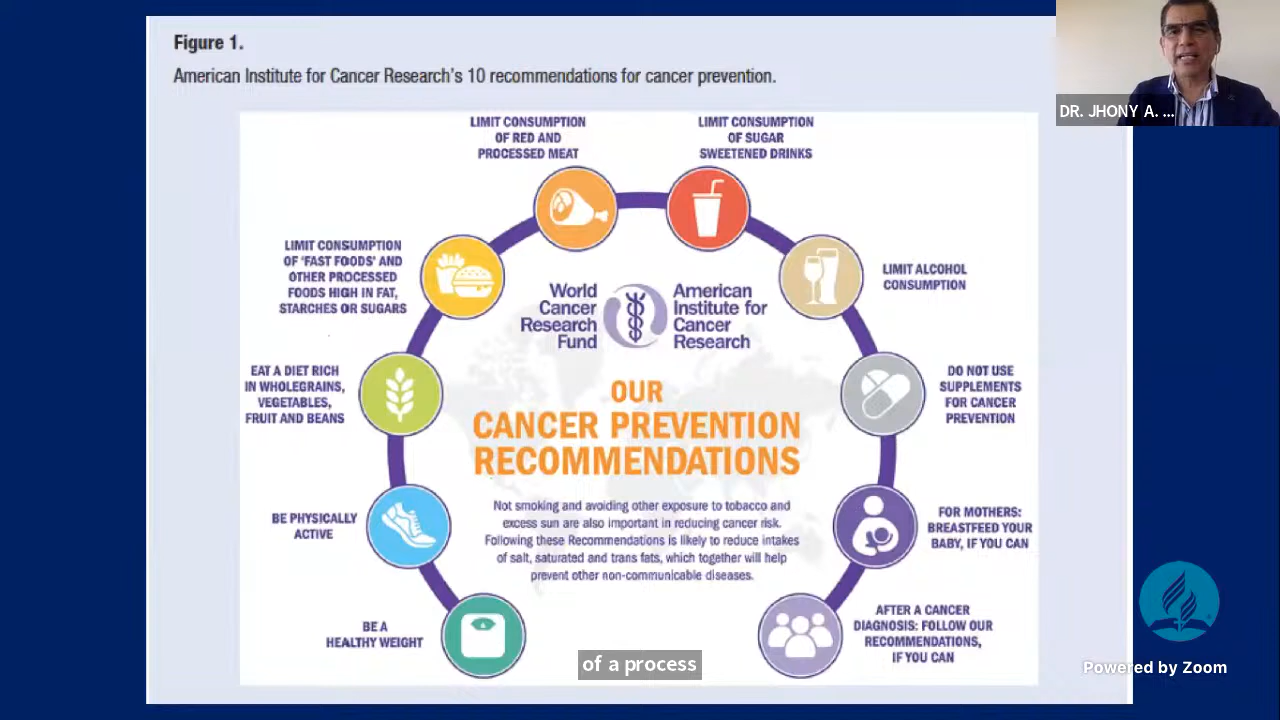 Figure 1.
American Institute for Cancer Research's 10 recommendations for cancer prevention.
DR. JHONY A. ...
LIMIT CONSUMPTION
OF RED AND
PROCESSED MEAT
LIMIT CONSUMPTION
OF SUGAR
SWEETENED DRINKS
LIMIT CONSUMPTION
OF 'FAST FOODS' AND
OTHER PROCESSED
FOODS HIGH IN FAT,
STARCHES OR SUGARS
LIMIT ALCOHOL
CONSUMPTION
World
Cancer
Research
Fund
American
Institute for
Cancer
Research
EAT A DIET RICH
IN WHOLEGRAINS,
VEGETABLES,
FRUIT AND BEANS
DO NOT USE
SUPPLEMENTS
FOR CANCER
PREVENTION
OUR
CANCER PREVENTION
RECOMMENDATIONS
Not smoking and avoiding other exposure to tobacco and
excess sun are also important in reducing cancer risk.
Following these Recommendations is likely to reduce intakes
of salt, saturated and trans fats, which together will help
prevent other non-communicable diseases.
BE PHYSICALLY
ACTIVE
FOR MOTHERS:
BREASTFEED YOUR
BABY, IF YOU CAN
BE A
HEALTHY WEIGHT
AFTER A CANCER
DIAGNOSIS: FOLLOW OUR
RECOMMENDATIONS,
IF YOU CAN
of a process
Powered by Zoom